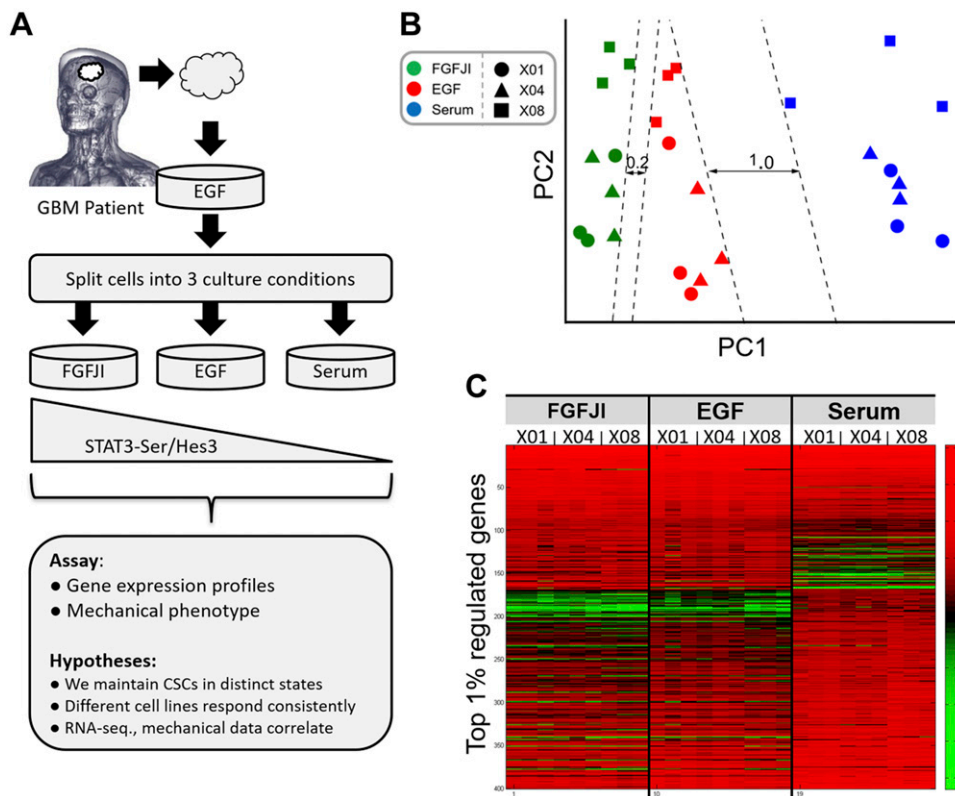 A
GBM Patient
EGF
Split cells into 3 culture conditions
FGFJI
EGF
Serum
STAT3-Ser/Hes3
Assay:
● Gene expression profiles
● Mechanical phenotype
Hypotheses:
● We maintain CSCs in distinct states
● Different cell lines respond consistently
● RNA-seq., mechanical data correlate
B
FGFJI
EGF
Serum
X01
X04
X08
0.2
1.0
PC2
PC1
C
FGFJI
EGF
Serum
X01 | X04 | X08
X01 | X04 | X08
X01 | X04 | X08
Top 1% regulated genes
50
100
150
200
250
300
350
400
1
10
19